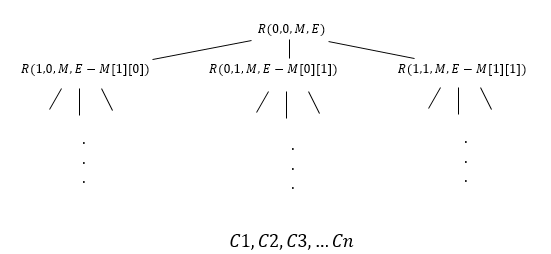 R(0,0,M,E)
R(1,0,M,E − M[1][0]) R(0,1,M,E − M[0][1]) R(1,1,M,E − M[1][1])
. . .
. . .
. . .
C1, C2, C3, … Cn